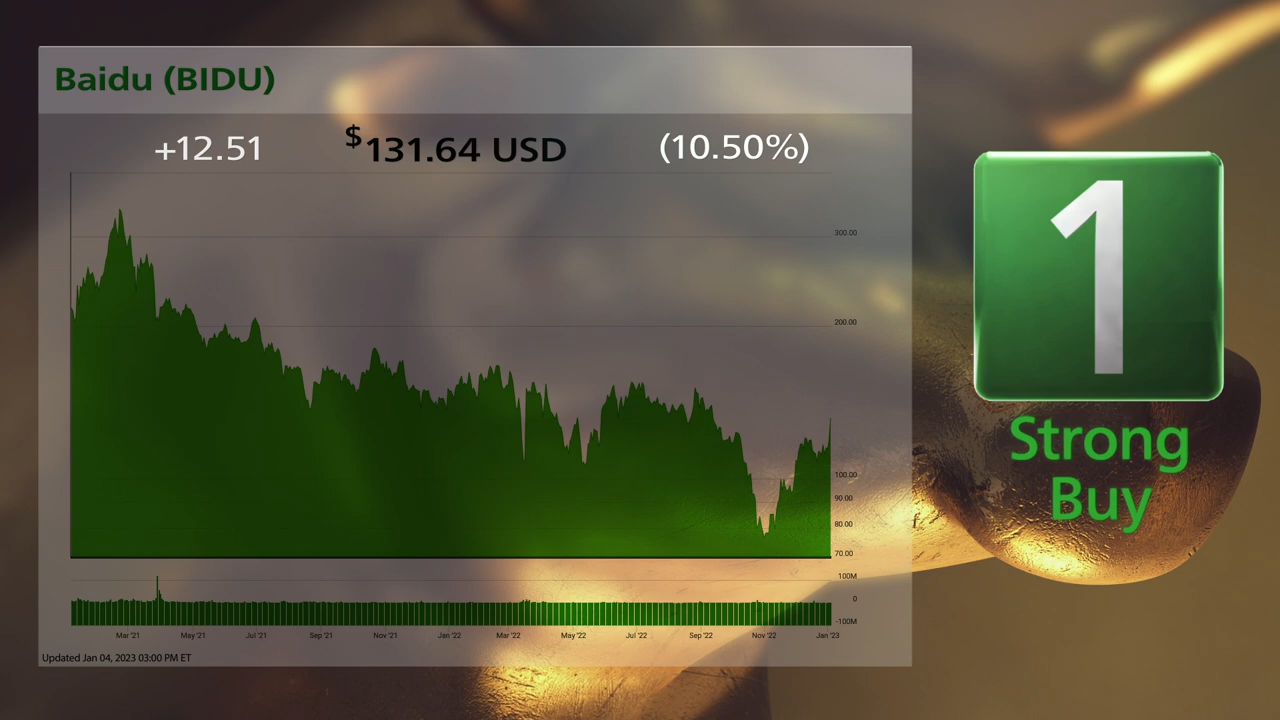 Baidu (BIDU)
+12.51 $131.64 USD (10.50%)
300.00
200.00
100.00
90.00
80.00
70.00
100M
0
-100M
Mar '21 May '21 Jul '21 Sep '21 Nov '21 Jan '22 Mar '22 May '22 Jul '22 Sep '22 Nov '22 Jan '23
Updated Jan 04, 2023 03:00 PM ET
1
Strong
Buy